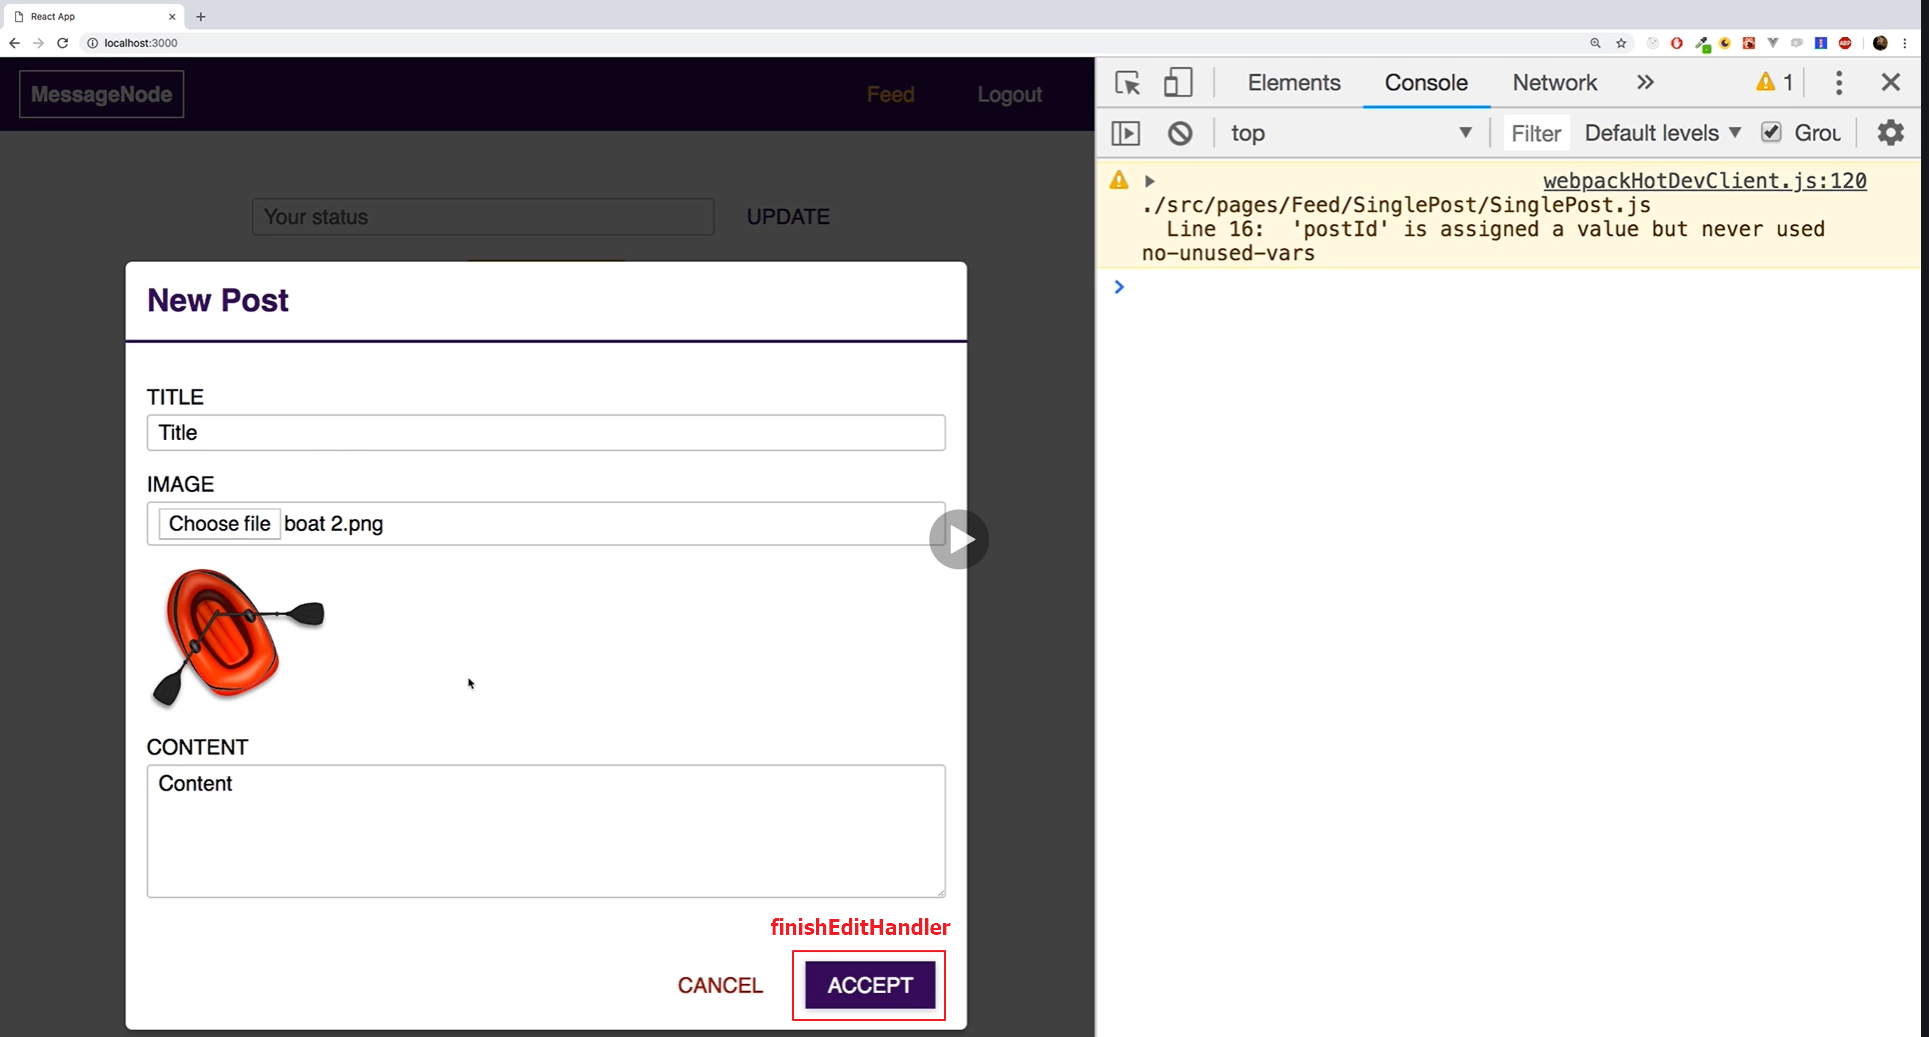 React App
localhost:3000
MessageNode
Feed
Logout
Your status
UPDATE
New Post
TITLE
Title
IMAGE
Choose file boat 2.png
CONTENT
Content
finishEditHandler
CANCEL
ACCEPT
Elements
Console
Network
1
top
Filter
Default levels
Grou
webpackHotDevClient.js:120
./src/pages/Feed/SinglePost/SinglePost.js
Line 16:  'postId' is assigned a value but never used
no-unused-vars